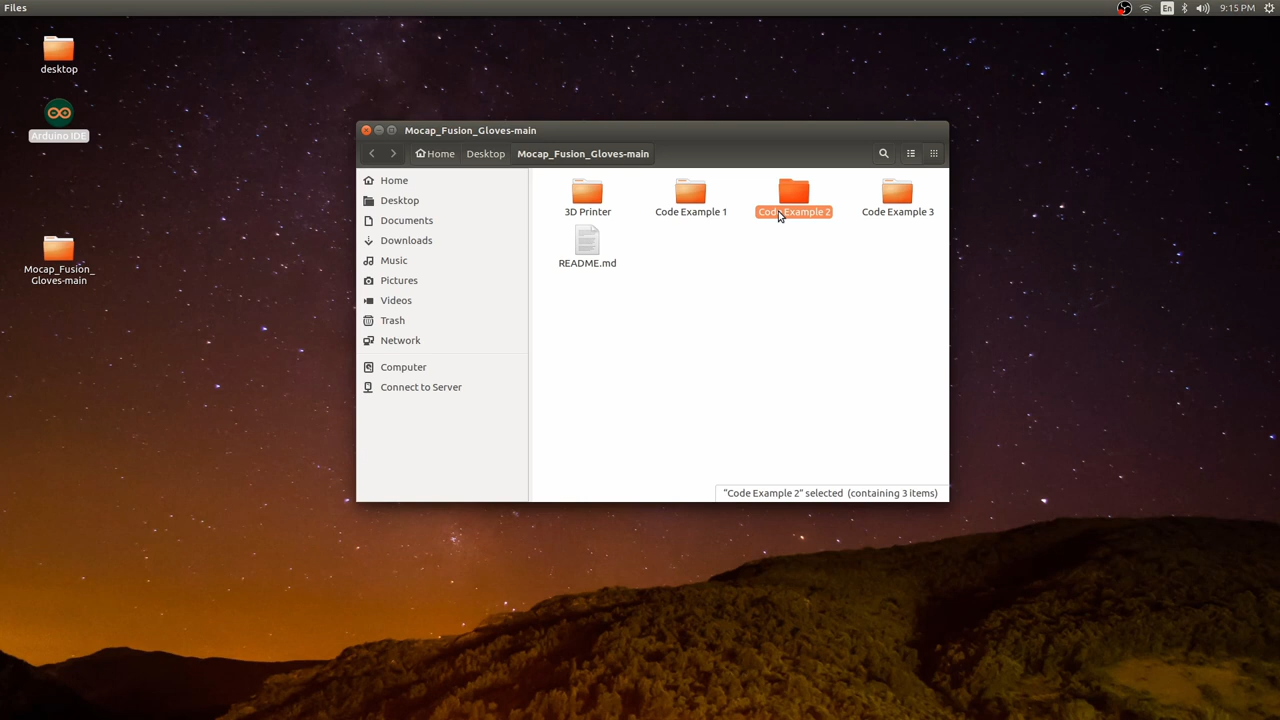 Files
En
9:15 PM
desktop
Arduino IDE
Mocap_Fusion_
Gloves-main
Mocap_Fusion_Gloves-main
Home
Desktop
Mocap_Fusion_Gloves-main
Home
Desktop
Documents
Downloads
Music
Pictures
Videos
Trash
Network
Computer
Connect to Server
3D Printer
Code Example 1
Code Example 2
Code Example 3
README.md
"Code Example 2" selected (containing 3 items)